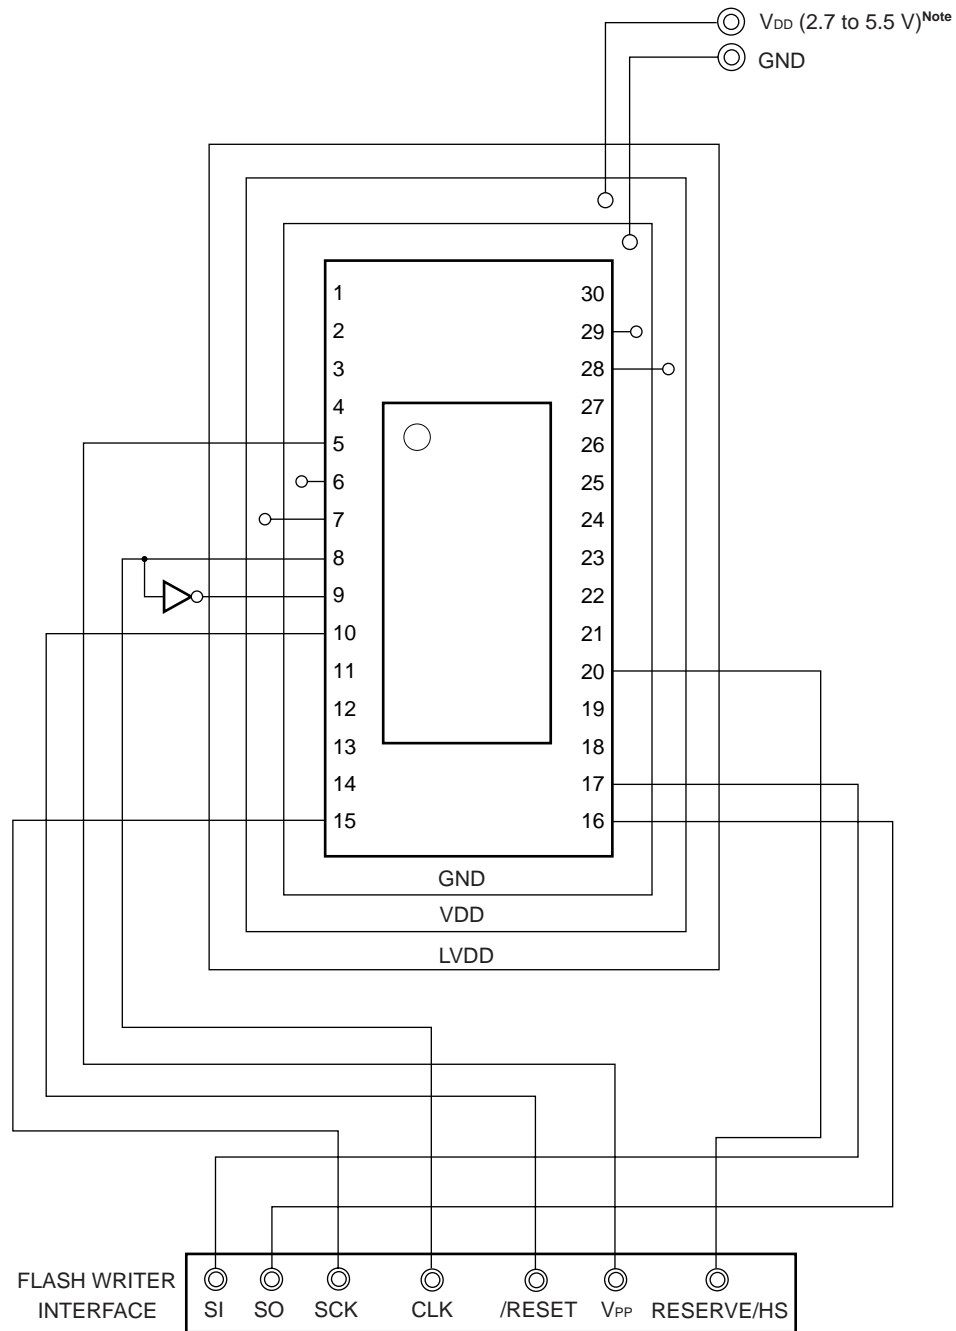 VDD (2.7 to 5.5 V)Note
GND
1 30
2 29
3 28
4 27
5 26
6 25
7 24
8 23
9 22
10 21
11 20
12 19
13 18
14 17
15 16
GND
VDD
LVDD
FLASH WRITER
INTERFACE
SI SO SCK CLK /RESET VPP RESERVE/HS